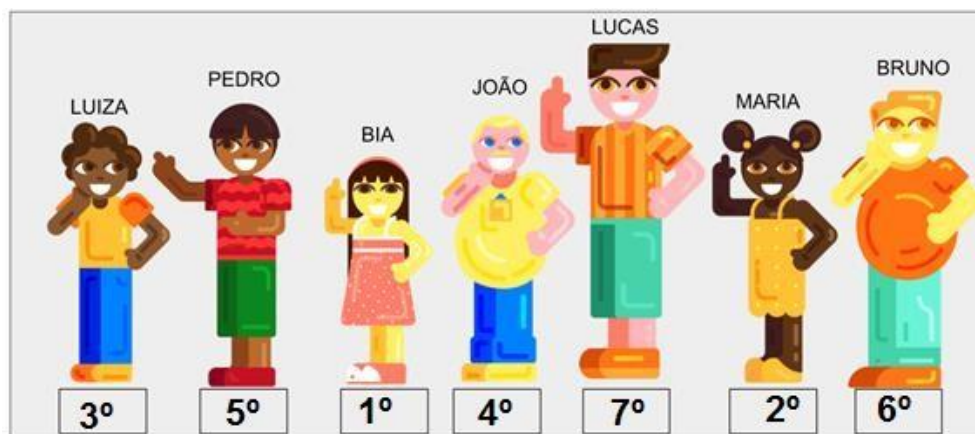 LUIZA
PEDRO
BIA
JOÃO
LUCAS
MARIA
BRUNO
3º
5º
1º
4º
7º
2º
6º